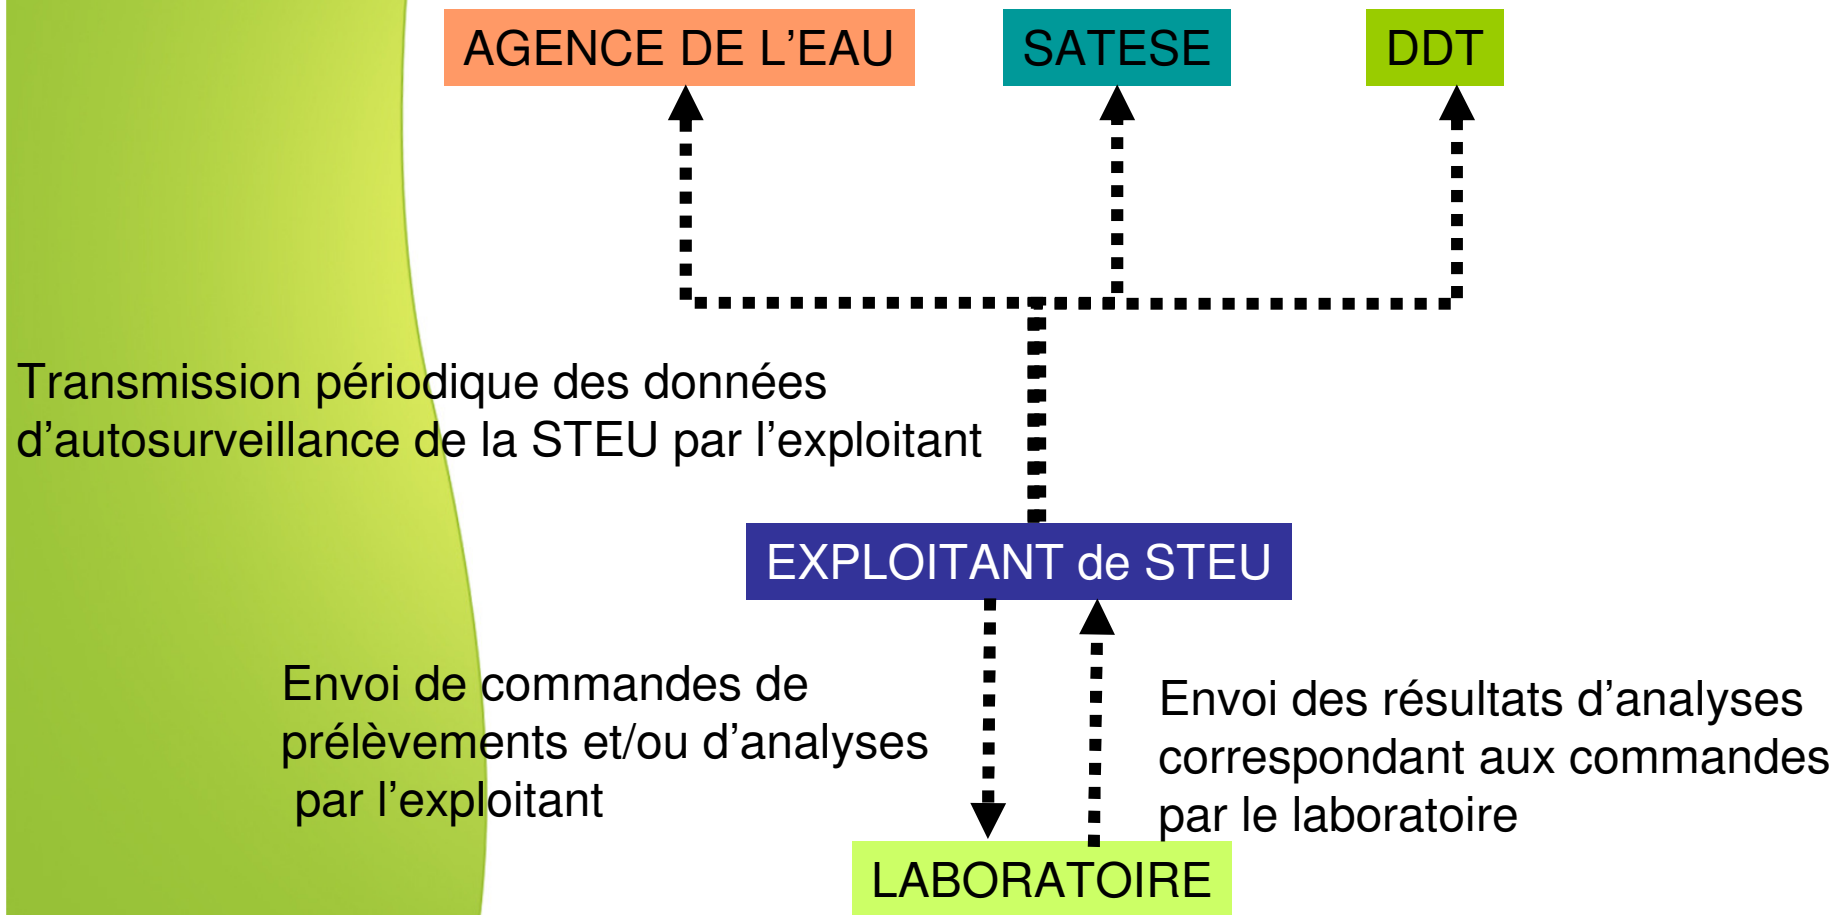 AGENCE DE L'EAU
SATESE
DDT
Transmission périodique des données
d'autosurveillance de la STEU par l'exploitant
EXPLOITANT de STEU
Envoi de commandes de
prélèvements et/ou d'analyses
par l'exploitant
Envoi des résultats d'analyses
correspondant aux commandes
par le laboratoire
LABORATOIRE